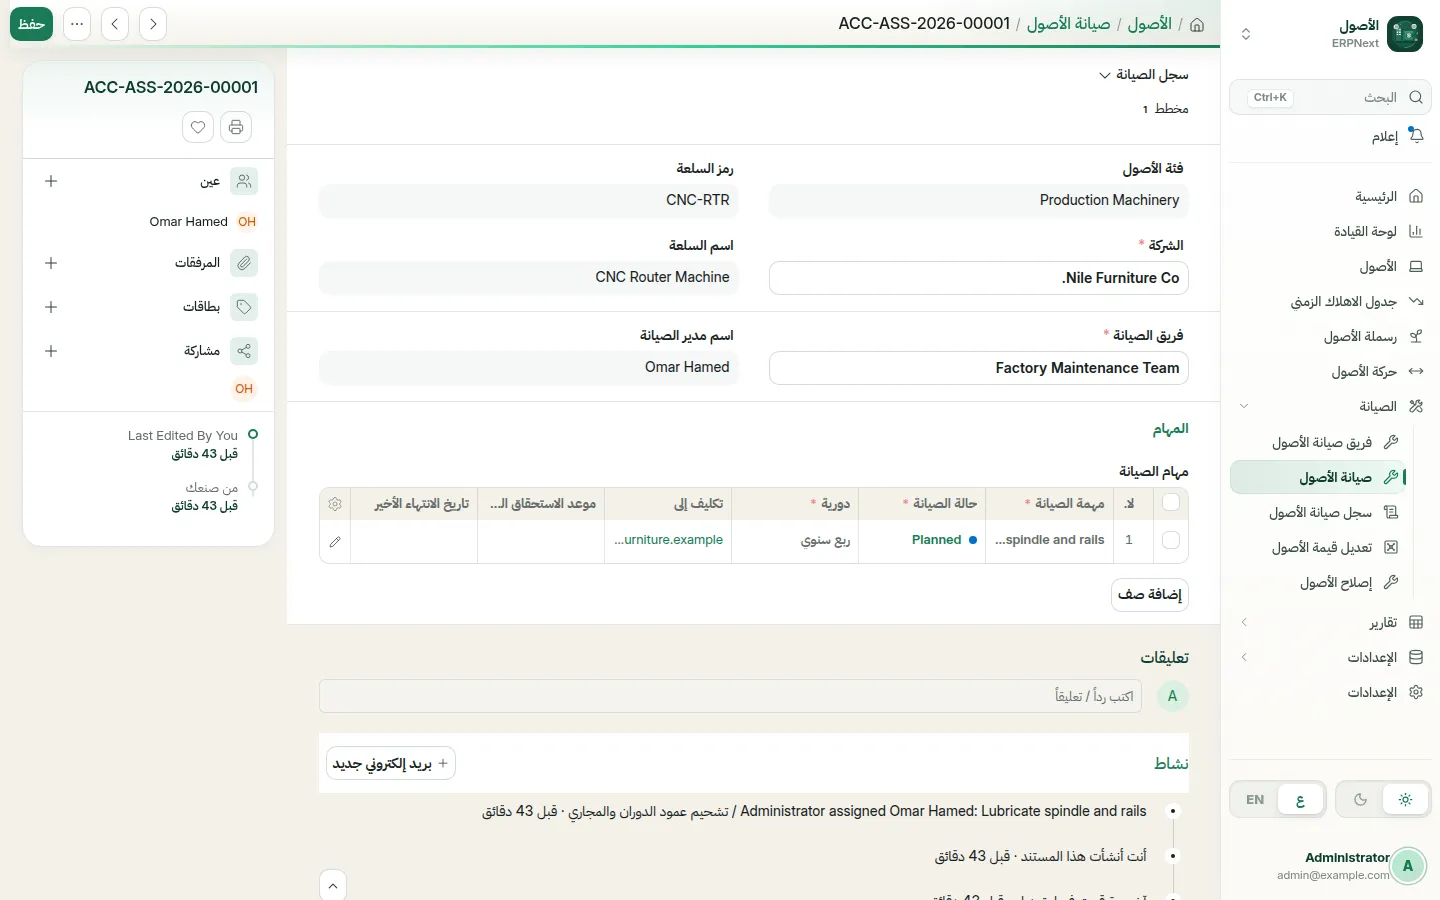 الأصول
ERPNext
البحث
Ctrl+K
إعلام
الرئيسية
لوحة القيادة
الأصول
جدول الاهلاك الزمني
رسملة الأصول
حركة الأصول
الصيانة
فريق صيانة الأصول
صيانة الأصول
سجل صيانة الأصول
تعديل قيمة الأصول
إصلاح الأصول
تقارير
الإعدادات
الإعدادات
ع
EN
Administrator
admin@example.com
A
الأصول / صيانة الأصول / ACC-ASS-2026-00001
حفظ
سجل الصيانة
مخطط 1
فئة الأصول
Production Machinery
رمز السلعة
CNC-RTR
الشركة *
Nile Furniture Co.
اسم السلعة
CNC Router Machine
فريق الصيانة *
Factory Maintenance Team
اسم مدير الصيانة
Omar Hamed
المهام
مهام الصيانة
لا. مهمة الصيانة * حالة الصيانة * دورية * تكليف إلى موعد الاستحقاق الـ... تاريخ الانتهاء الأخير
1 spindle and rails... Planned ربع سنوي ...urniture.example
إضافة صف
تعليقات
A
اكتب رداً / تعليقاً
نشاط
+ بريد إلكتروني جديد
Administrator assigned Omar Hamed: Lubricate spindle and rails / تشحيم عمود الدوران والمجاري · قبل 43 دقائق
أنت أنشأت هذا المستند · قبل 43 دقائق
ACC-ASS-2026-00001
عين
OH Omar Hamed
المرفقات
بطاقات
مشاركة
OH
Last Edited By You
قبل 43 دقائق
من صنعك
قبل 43 دقائق